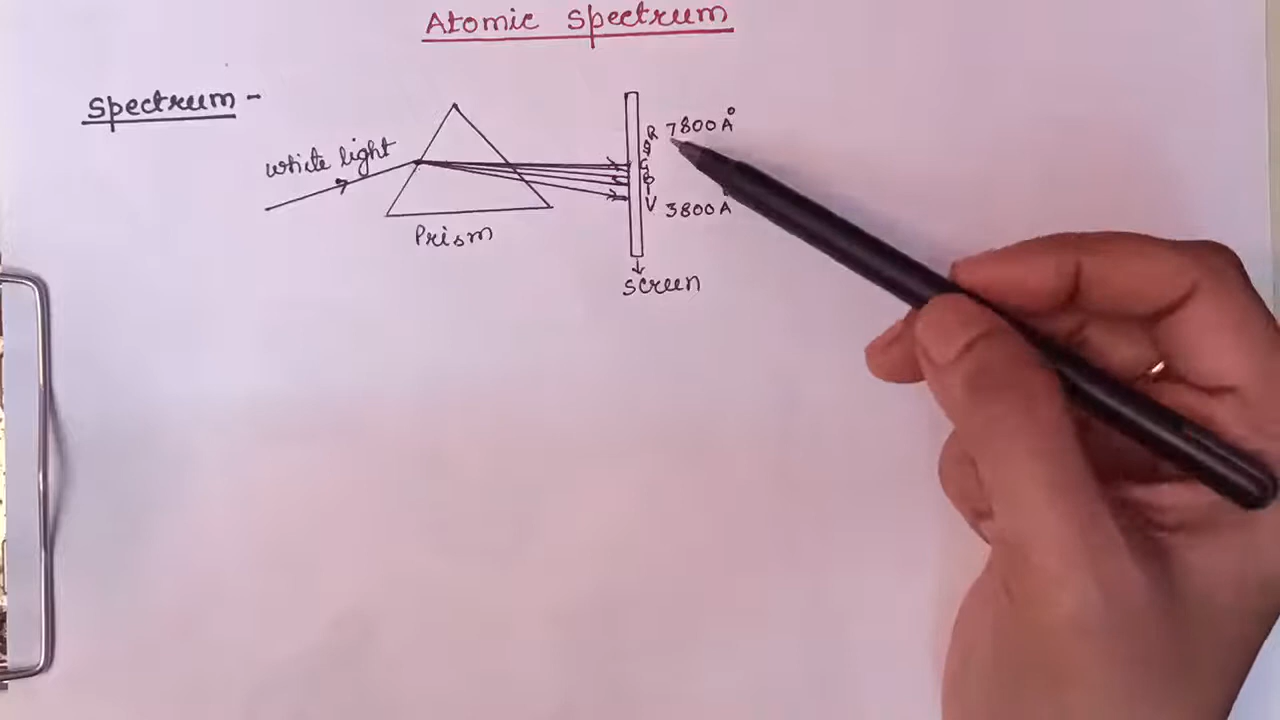 Atomic Spectrum
Spectrum -
white light
Prism
R 7800 Å
G
B
I
V 3800 Å
screen